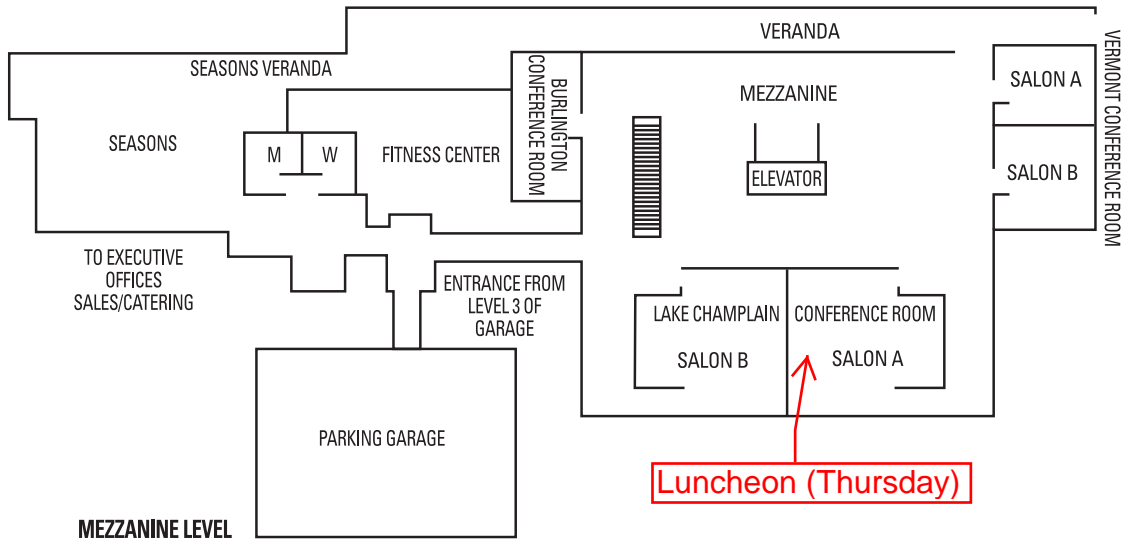 VERANDA
SEASONS VERANDA
BURLINGTON
CONFERENCE ROOM
MEZZANINE
SALON A
VERMONT CONFERENCE ROOM
SEASONS
M
W
FITNESS CENTER
ELEVATOR
SALON B
TO EXECUTIVE
OFFICES
SALES/CATERING
ENTRANCE FROM
LEVEL 3 OF
GARAGE
LAKE CHAMPLAIN
CONFERENCE ROOM
SALON B
SALON A
PARKING GARAGE
Luncheon (Thursday)
MEZZANINE LEVEL